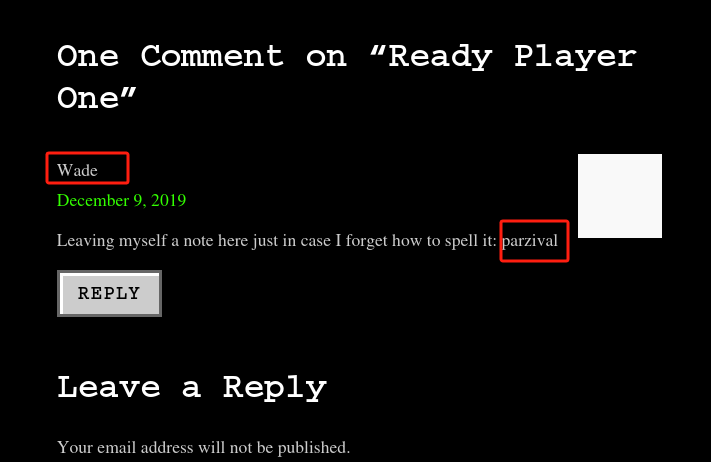 One Comment on “Ready Player
One”
Wade
December 9, 2019
Leaving myself a note here just in case I forget how to spell it: parzival
REPLY
Leave a Reply
Your email address will not be published.